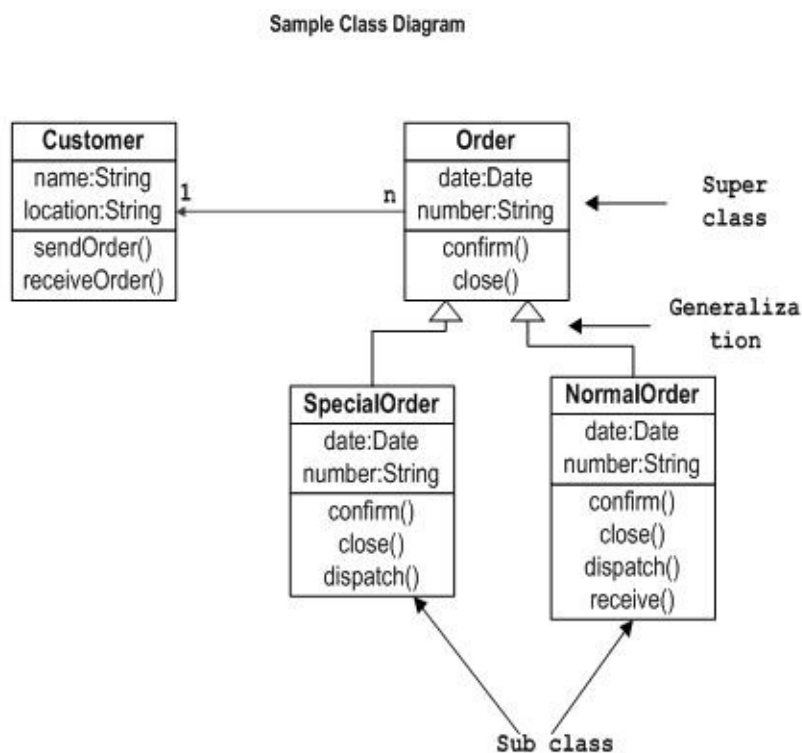 Sample Class Diagram
Customer
name:String
location:String
sendOrder()
receiveOrder()
1
n
Order
date:Date
number:String
confirm()
close()
Super
class
Generaliza
tion
SpecialOrder
date:Date
number:String
confirm()
close()
dispatch()
NormalOrder
date:Date
number:String
confirm()
close()
dispatch()
receive()
Sub class